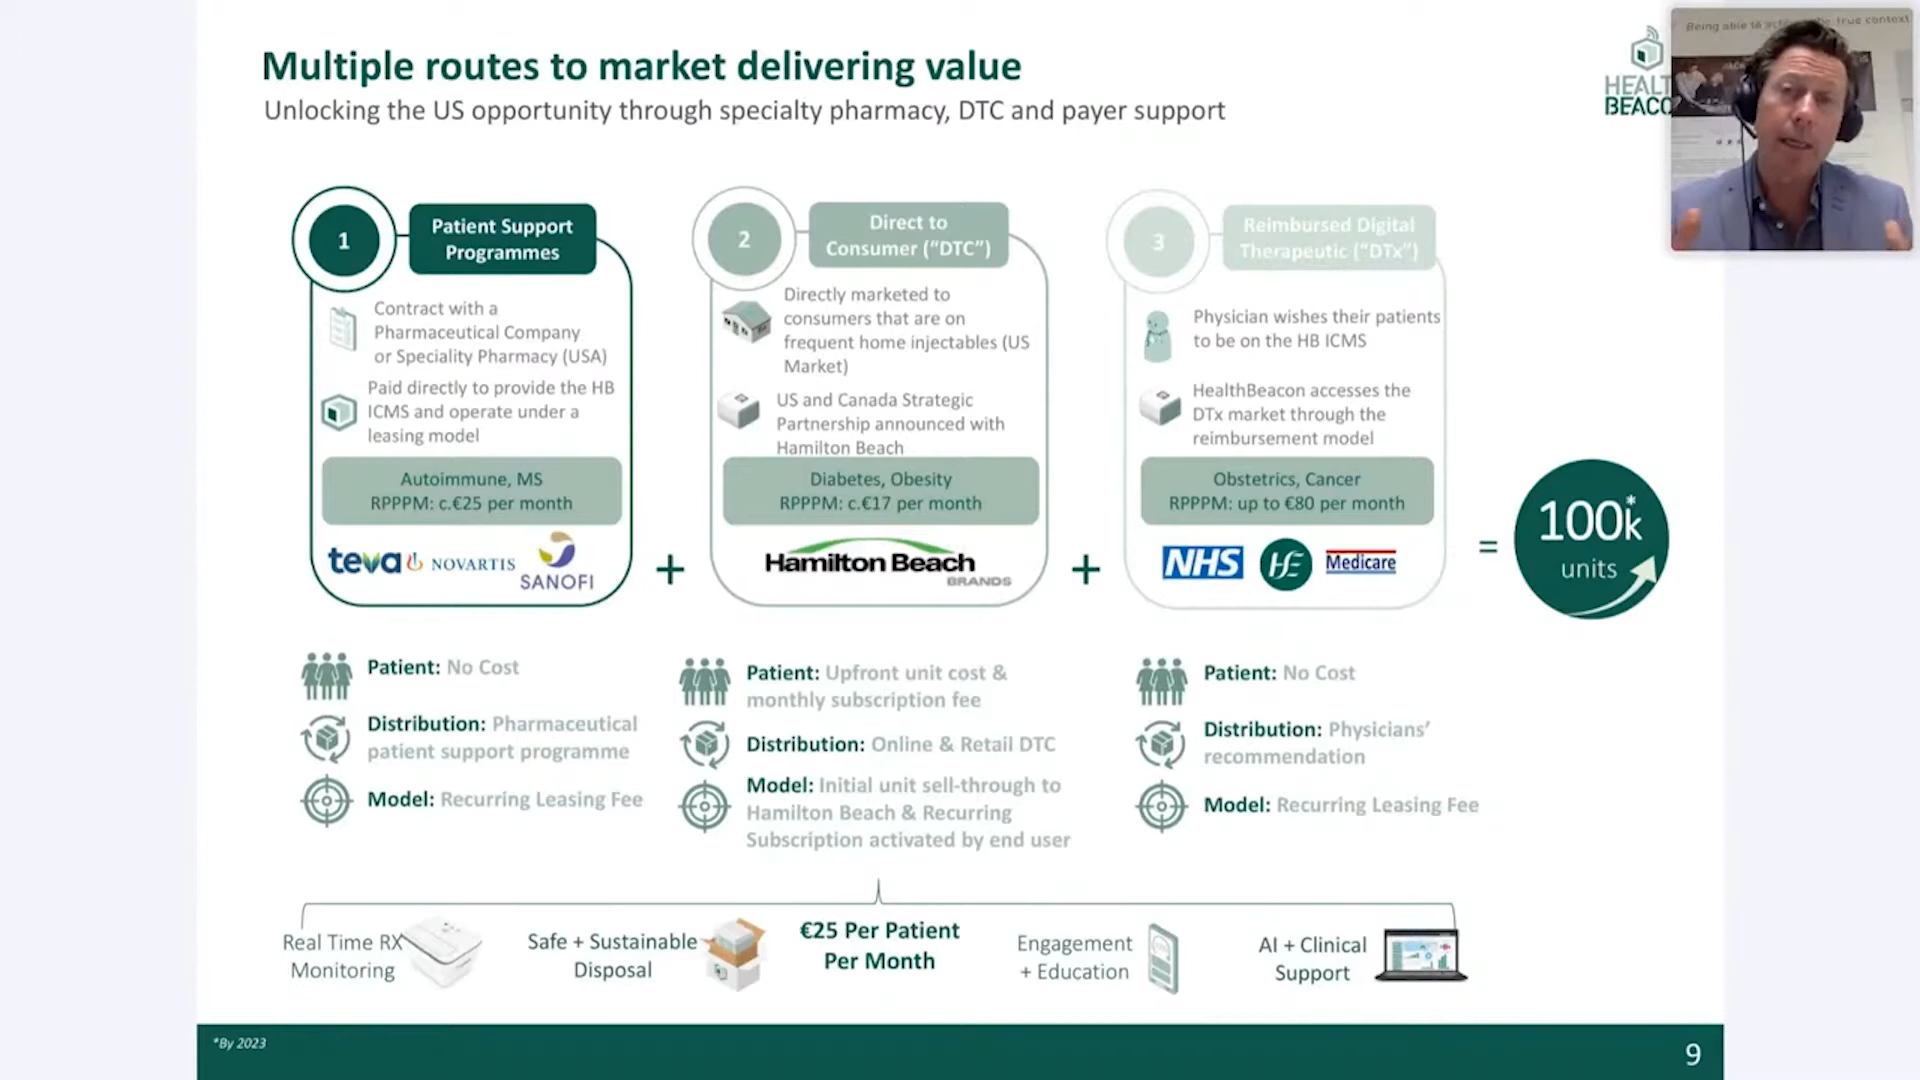 Multiple routes to market delivering value
Unlocking the US opportunity through specialty pharmacy, DTC and payer support
HEALT
BEACO
Being able to
true context
1
Patient Support
Programmes
Contract with a
Pharmaceutical Company
or Speciality Pharmacy (USA)
Paid directly to provide the HB
ICMS and operate under a
leasing model
Autoimmune, MS
RPPPM: c.€25 per month
teva
NOVARTIS
SANOFI
+
2
Direct to
Consumer (“DTC”)
Directly marketed to
consumers that are on
frequent home injectables (US
Market)
US and Canada Strategic
Partnership announced with
Hamilton Beach
Diabetes, Obesity
RPPPM: c.€17 per month
Hamilton Beach
BRANDS
+
3
Reimbursed Digital
Therapeutic (“DTx”)
Physician wishes their patients
to be on the HB ICMS
HealthBeacon accesses the
DTx market through the
reimbursement model
Obstetrics, Cancer
RPPPM: up to €80 per month
NHS
Medicare
=
100k*
units
Patient: No Cost
Distribution: Pharmaceutical
patient support programme
Model: Recurring Leasing Fee
Patient: Upfront unit cost &
monthly subscription fee
Distribution: Online & Retail DTC
Model: Initial unit sell-through to
Hamilton Beach & Recurring
Subscription activated by end user
Patient: No Cost
Distribution: Physicians’
recommendation
Model: Recurring Leasing Fee
Real Time RX
Monitoring
Safe + Sustainable
Disposal
€25 Per Patient
Per Month
Engagement
+ Education
AI + Clinical
Support
*By 2023
9